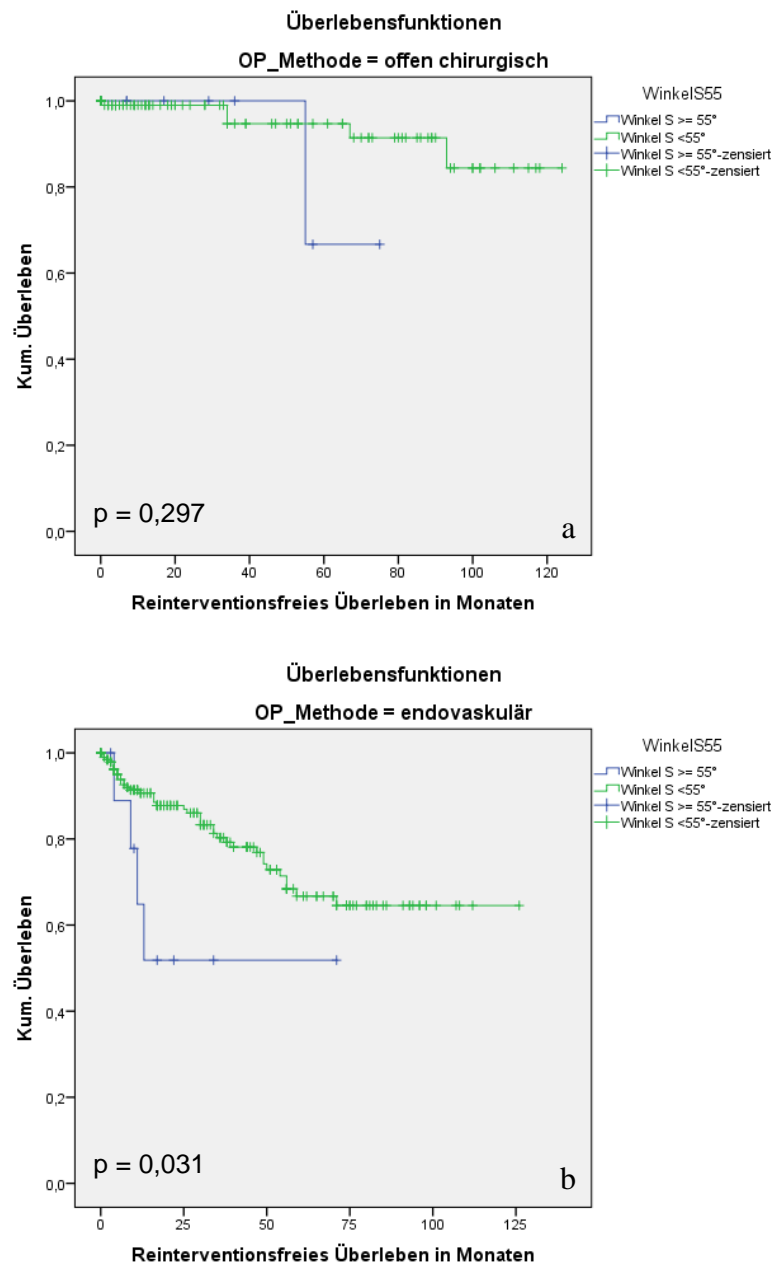 Überlebensfunktionen
OP_Methode = offen chirurgisch
WinkelS55
Winkel S >= 55°
Winkel S <55°
Winkel S >= 55°-zensiert
Winkel S <55°-zensiert
1,0
0,8
0,6
0,4
0,2
0,0
Kum. Überleben
p = 0,297
a
0 20 40 60 80 100 120
Reinterventionsfreies Überleben in Monaten
Überlebensfunktionen
OP_Methode = endovaskulär
WinkelS55
Winkel S >= 55°
Winkel S <55°
Winkel S >= 55°-zensiert
Winkel S <55°-zensiert
1,0
0,8
0,6
0,4
0,2
0,0
Kum. Überleben
p = 0,031
b
0 25 50 75 100 125
Reinterventionsfreies Überleben in Monaten